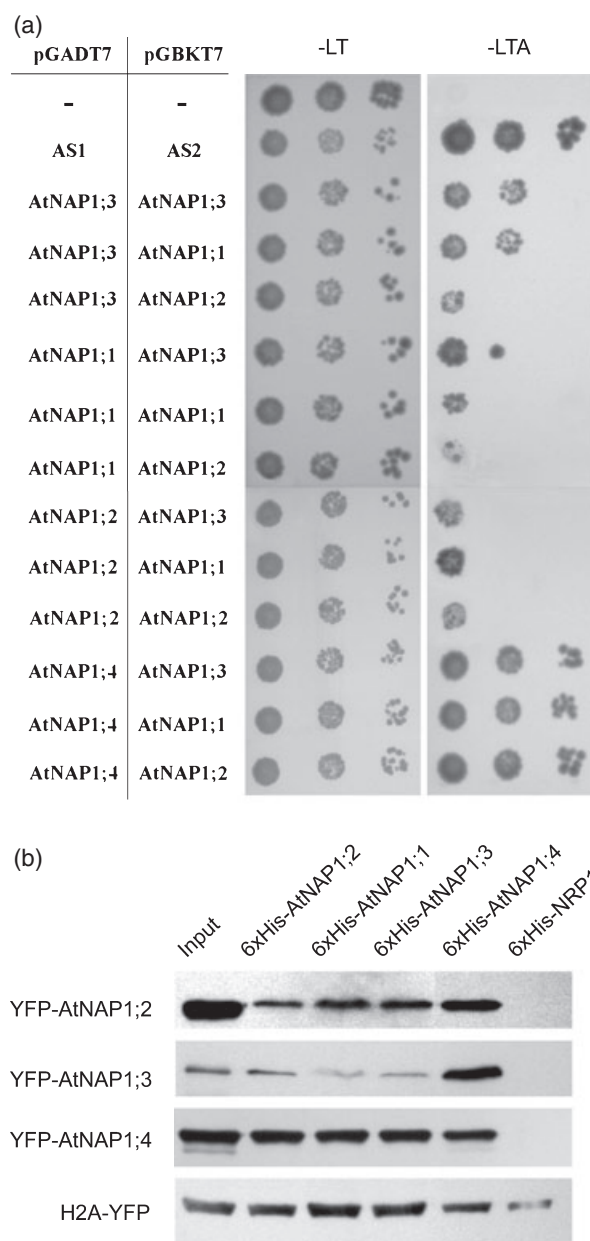 (a)
pGADT7 pGBKT7 -LT -LTA
- -
AS1 AS2
AtNAP1;3 AtNAP1;3
AtNAP1;3 AtNAP1;1
AtNAP1;3 AtNAP1;2
AtNAP1;1 AtNAP1;3
AtNAP1;1 AtNAP1;1
AtNAP1;1 AtNAP1;2
AtNAP1;2 AtNAP1;3
AtNAP1;2 AtNAP1;1
AtNAP1;2 AtNAP1;2
AtNAP1;4 AtNAP1;3
AtNAP1;4 AtNAP1;1
AtNAP1;4 AtNAP1;2
(b)
Input
6xHis-AtNAP1;2
6xHis-AtNAP1;1
6xHis-AtNAP1;3
6xHis-AtNAP1;4
6xHis-NRP1
YFP-AtNAP1;2
YFP-AtNAP1;3
YFP-AtNAP1;4
H2A-YFP